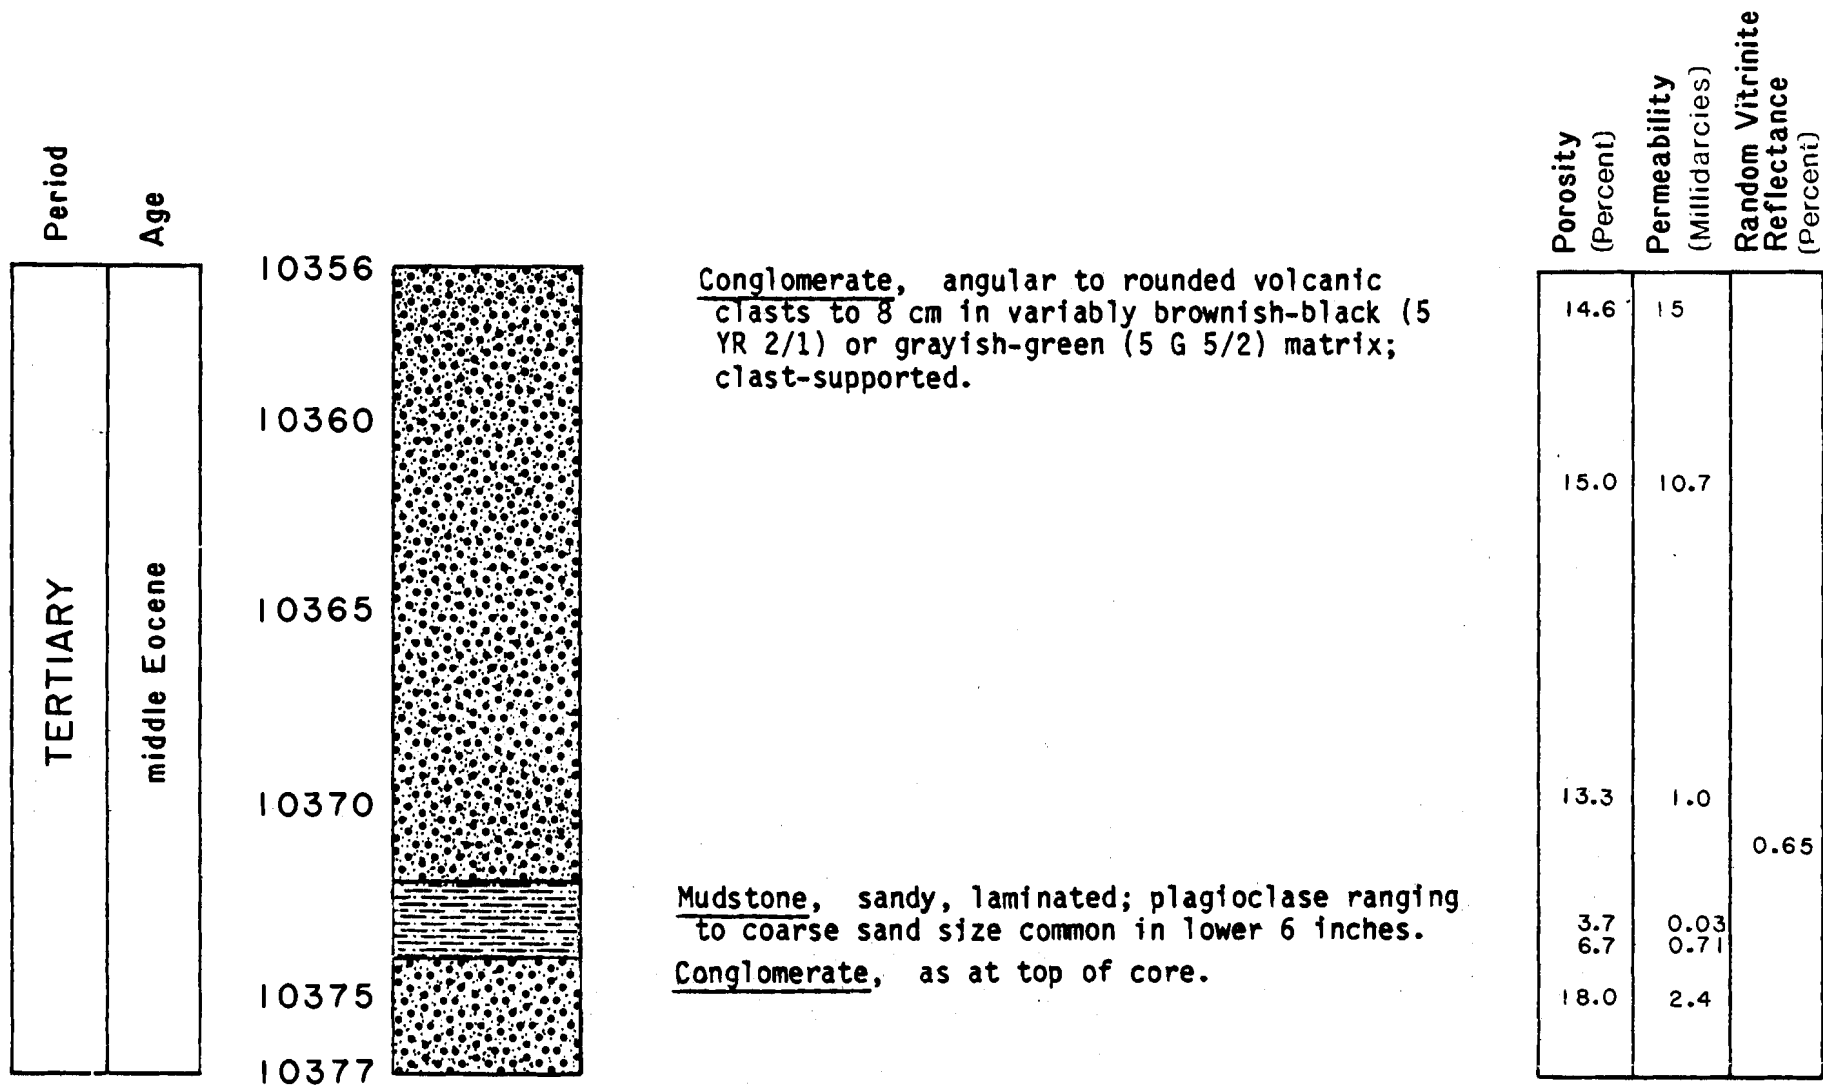 Period
Age
Porosity
(Percent)
Permeability
(Millidarcies)
Random Vitrinite
Reflectance
(Percent)
TERTIARY
middle Eocene
10356
10360
10365
10370
10375
10377
Conglomerate, angular to rounded volcanic
clasts to 8 cm in variably brownish-black (5
YR 2/1) or grayish-green (5 G 5/2) matrix;
clast-supported.
Mudstone, sandy, laminated; plagioclase ranging
to coarse sand size common in lower 6 inches.
Conglomerate, as at top of core.
14.6 15
15.0 10.7
13.3 1.0
0.65
3.7 0.03
6.7 0.71
18.0 2.4